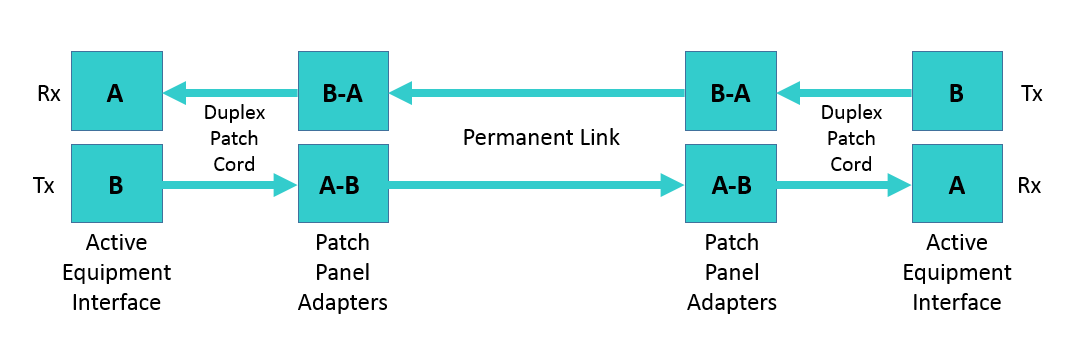 Rx A B-A B-A B Tx
Duplex
Patch
Cord
Permanent Link
Duplex
Patch
Cord
Tx B A-B A-B A Rx
Active
Equipment
Interface
Patch
Panel
Adapters
Patch
Panel
Adapters
Active
Equipment
Interface